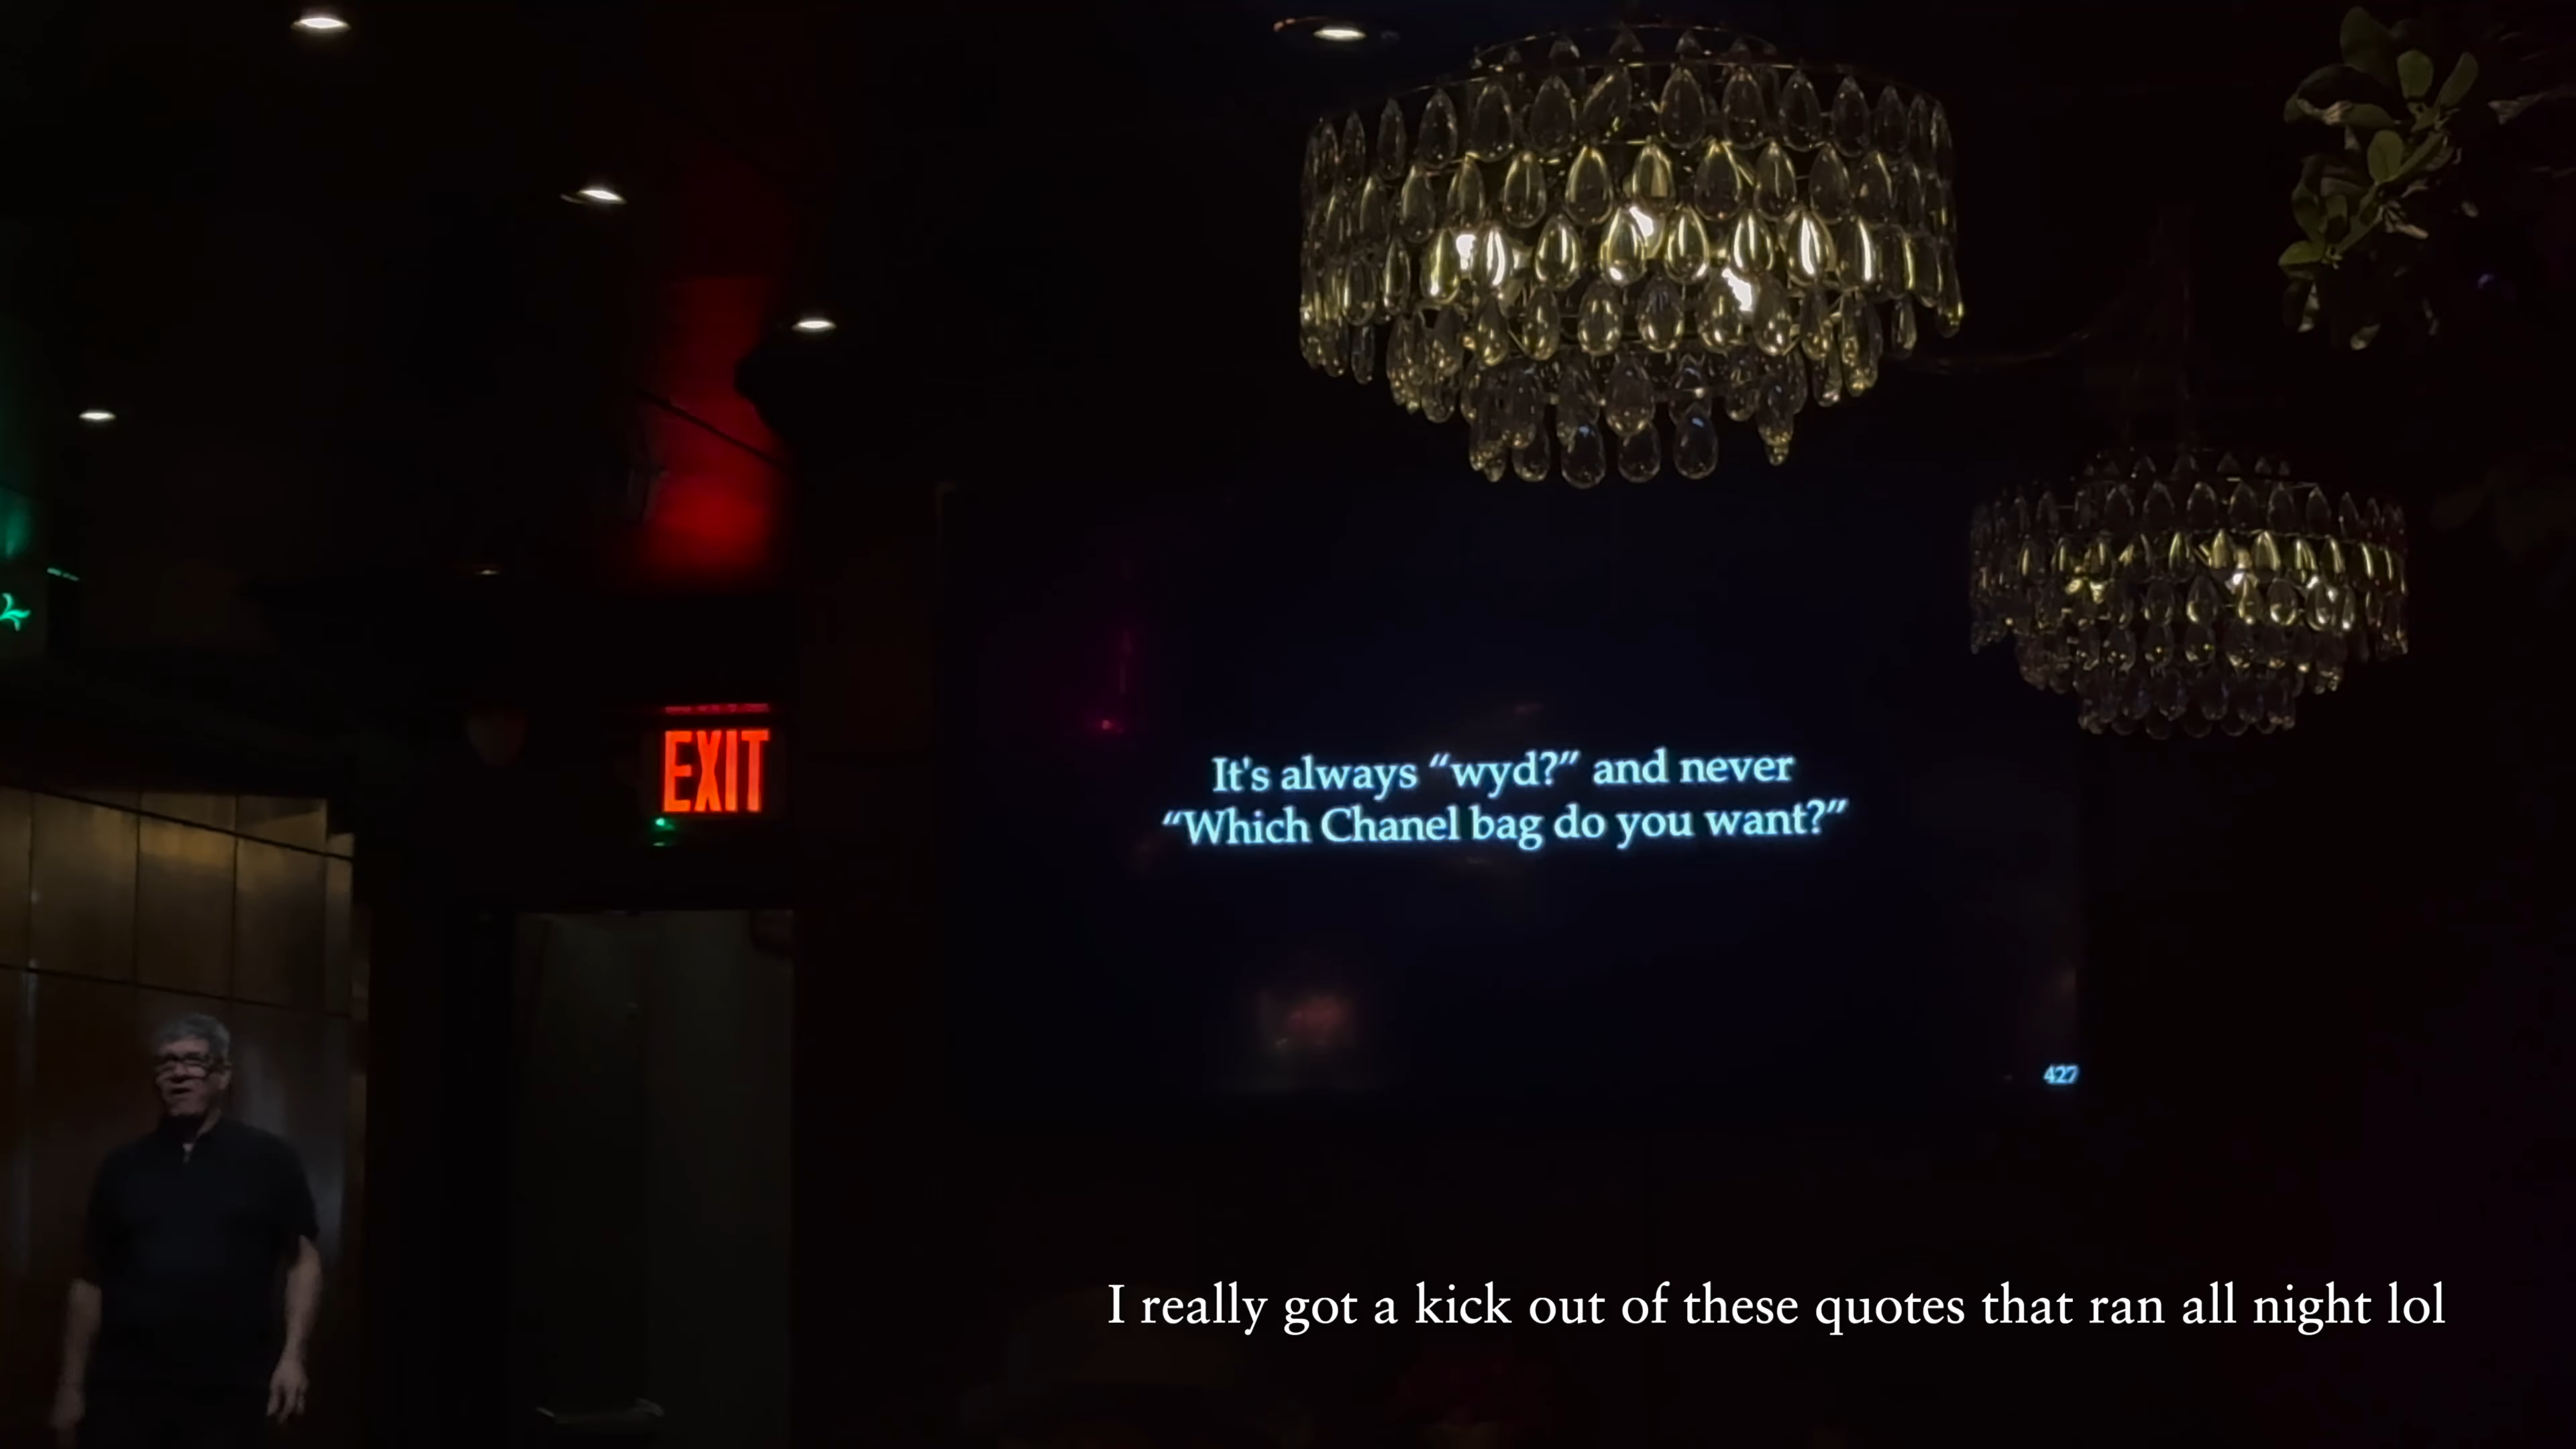 EXIT
It's always “wyd?” and never
“Which Chanel bag do you want?”
427
I really got a kick out of these quotes that ran all night lol